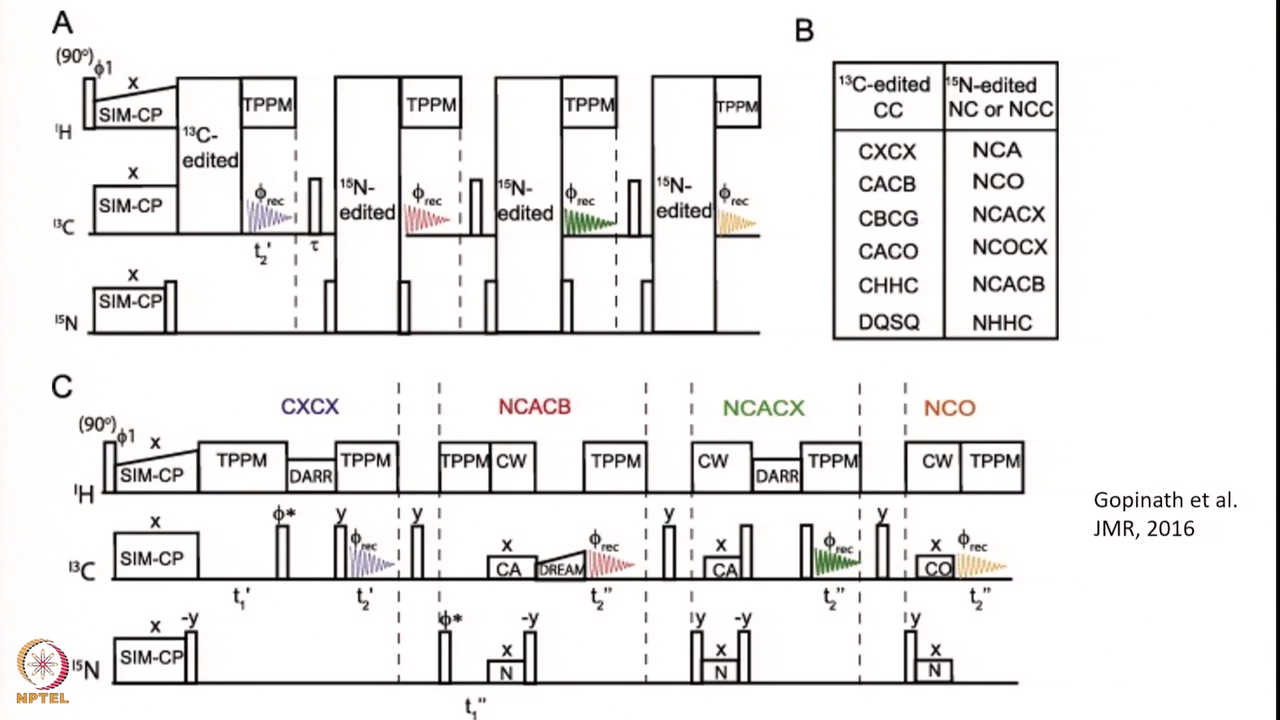 A
(90°)
ϕ1
x
SIM-CP
¹H
¹³C-
edited
TPPM
TPPM
TPPM
TPPM
x
SIM-CP
¹³C
ϕrec
t₂'
τ
¹⁵N-
edited
ϕrec
¹⁵N-
edited
ϕrec
¹⁵N-
edited
ϕrec
x
SIM-CP
¹⁵N
B
¹³C-edited ¹⁵N-edited
CC NC or NCC
CXCX NCA
CACB NCO
CBCG NCACX
CACO NCOCX
CHHC NCACB
DQSQ NHHC
C
CXCX NCACB NCACX NCO
(90°)
ϕ1
x
SIM-CP
TPPM
DARR
TPPM
TPPM
CW
TPPM
CW
DARR
TPPM
CW
TPPM
¹H
x
SIM-CP
ϕ*
y
ϕrec
y
x
CA
DREAM
ϕrec
y
x
CA
ϕrec
y
x
CO
ϕrec
¹³C
t₁'
t₂'
t₂''
t₂''
t₂''
x
-y
SIM-CP
ϕ*
x
N
-y
y
x
N
-y
y
x
N
¹⁵N
t₁''
Gopinath et al.
JMR, 2016
NPTEL